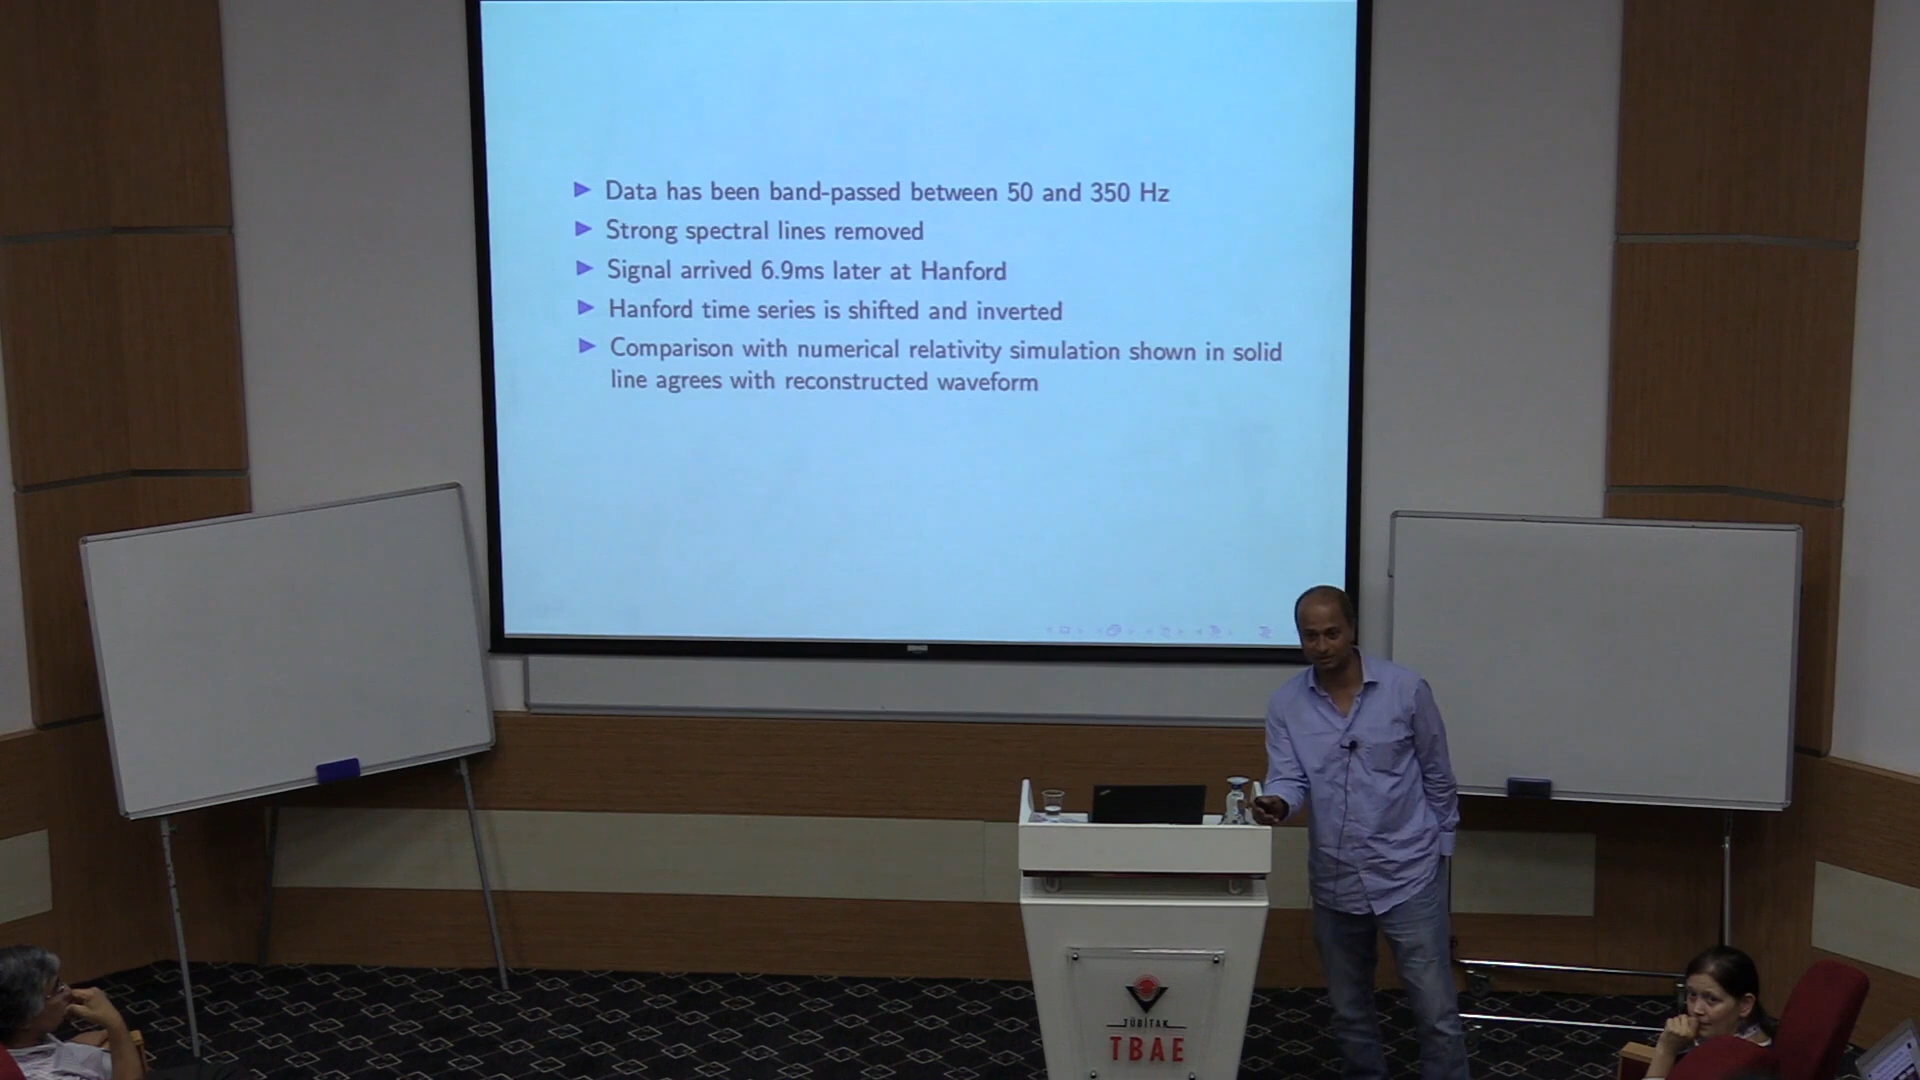 Data has been band-passed between 50 and 350 Hz
Strong spectral lines removed
Signal arrived 6.9ms later at Hanford
Hanford time series is shifted and inverted
Comparison with numerical relativity simulation shown in solid
line agrees with reconstructed waveform
TÜBİTAK
TBAE